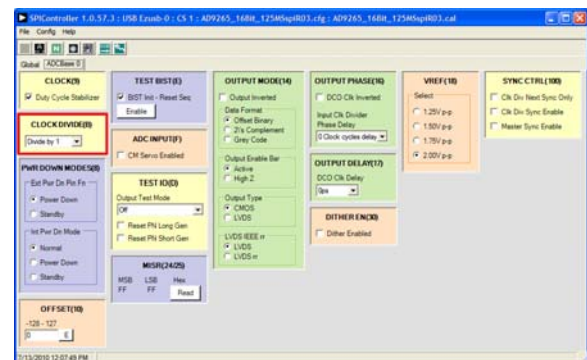 SPIController 1.0.57.3 : USB Ezusb-0 : CS 1 : AD9265_16Bit_125MSspiR03.cfg : AD9265_16Bit_125MSspiR03.cal
File Config Help
Global ADCBase 0
CLOCK(9)
Duty Cycle Stabilizer
CLOCK DIVIDE(B)
Divide by 1
PWR DOWN MODES(8)
Ext Pwr Dn Pin Fn
Power Down
Standby
Int Pwr Dn Mode
Normal
Power Down
Standby
OFFSET(10)
-128 - 127
0 E
TEST BIST(E)
BIST Init - Reset Seq
Enable
ADC INPUT(F)
CM Servo Enabled
TEST IO(D)
Output Test Mode
Off
Reset PN Long Gen
Reset PN Short Gen
MISR(24/25)
MSB LSB Hex
FF FF Read
OUTPUT MODE(14)
Output Inverted
Data Format
Offset Binary
2's Complement
Grey Code
Output Enable Bar
Active
High Z
Output Type
CMOS
LVDS
LVDS IEEE rr
LVDS
LVDS rr
OUTPUT PHASE(16)
DCO Clk Inverted
Input Clk Divider
Phase Delay
0 Clock cycles delay
OUTPUT DELAY(17)
DCO Clk Delay
0ps
DITHER EN(30)
Dither Enabled
VREF(18)
Select
1.25V p-p
1.50V p-p
1.75V p-p
2.00V p-p
SYNC CTRL(100)
Clk Div Next Sync Only
Clk Div Sync Enable
Master Sync Enable
7/13/2010 12:07:49 PM